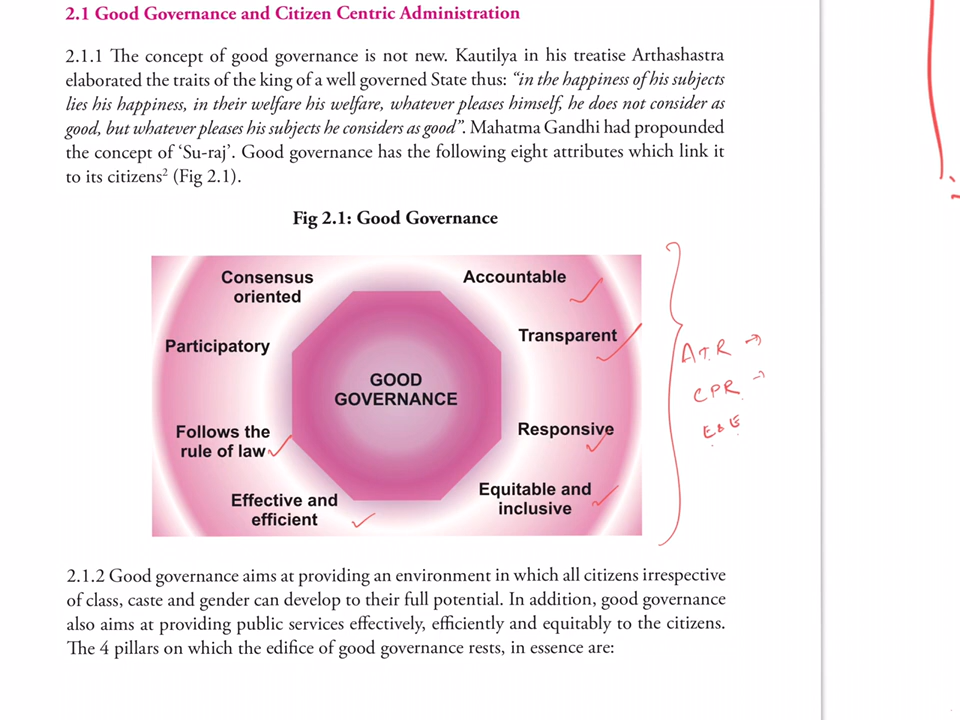 2.1 Good Governance and Citizen Centric Administration
2.1.1 The concept of good governance is not new. Kautilya in his treatise Arthashastra
elaborated the traits of the king of a well governed State thus: “in the happiness of his subjects
lies his happiness, in their welfare his welfare, whatever pleases himself, he does not consider as
good, but whatever pleases his subjects he considers as good”. Mahatma Gandhi had propounded
the concept of ‘Su-raj’. Good governance has the following eight attributes which link it
to its citizens² (Fig 2.1).
Fig 2.1: Good Governance
Consensus
oriented
Accountable
Participatory
Transparent
GOOD
GOVERNANCE
Follows the
rule of law
Responsive
Effective and
efficient
Equitable and
inclusive
ATR →
CPR →
E&E
2.1.2 Good governance aims at providing an environment in which all citizens irrespective
of class, caste and gender can develop to their full potential. In addition, good governance
also aims at providing public services effectively, efficiently and equitably to the citizens.
The 4 pillars on which the edifice of good governance rests, in essence are: